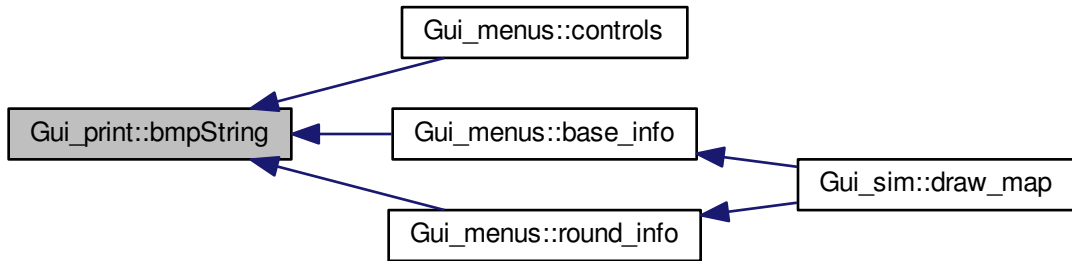 Gui_menus::controls
Gui_print::bmpString
Gui_menus::base_info
Gui_sim::draw_map
Gui_menus::round_info